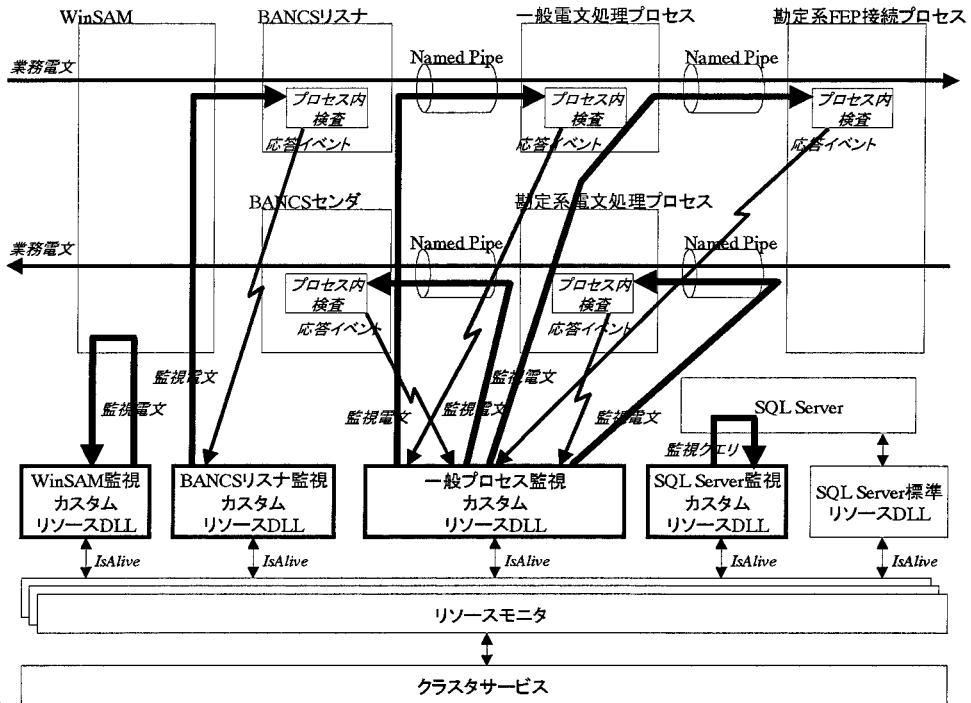 WinSAM
BANCSリスナ
一般電文処理プロセス
勘定系FEP接続プロセス
Named Pipe
Named Pipe
業務電文
プロセス内
検査
プロセス内
検査
プロセス内
検査
応答イベント
応答イベント
応答イベント
BANCSセンダ
勘定系電文処理プロセス
業務電文
Named Pipe
Named Pipe
プロセス内
検査
プロセス内
検査
応答イベント
応答イベント
監視電文
監視電文
監視電文
監視電文
監視電文
監視電文
SQL Server
監視クエリ
WinSAM監視
カスタム
リソースDLL
BANCSリスナ監視
カスタム
リソースDLL
一般プロセス監視
カスタム
リソースDLL
SQL Server監視
カスタム
リソースDLL
SQL Server標準
リソースDLL
IsAlive
IsAlive
IsAlive
IsAlive
IsAlive
リソースモニタ
クラスタサービス